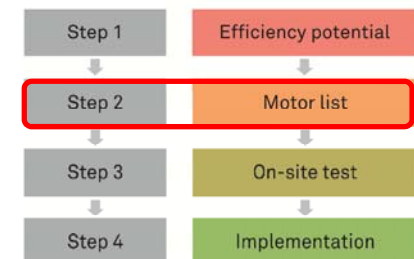 Step 1 Efficiency potential
Step 2 Motor list
Step 3 On-site test
Step 4 Implementation